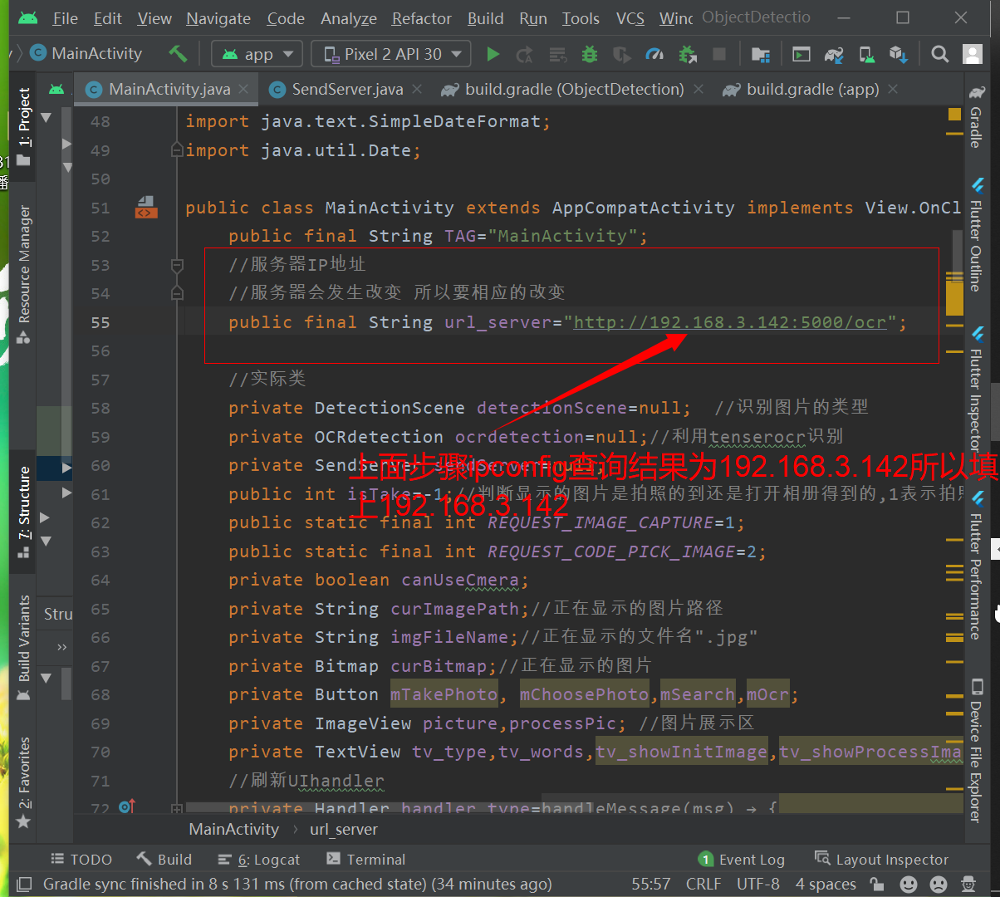 File Edit View Navigate Code Analyze Refactor Build Run Tools VCS Winc ObjectDetectio
MainActivity app Pixel 2 API 30
1: Project
Resource Manager
7: Structure
Build Variants
2: Favorites
Stru
MainActivity.java SendServer.java build.gradle (ObjectDetection) build.gradle (:app)
48 import java.text.SimpleDateFormat;
49 import java.util.Date;
50
51 public class MainActivity extends AppCompatActivity implements View.OnCl
52 public final String TAG="MainActivity";
53 //服务器IP地址
54 //服务器会发生改变 所以要相应的改变
55 public final String url_server="http://192.168.3.142:5000/ocr";
56
57 //实际类
58 private DetectionScene detectionScene=null; //识别图片的类型
59 private OCRdetection ocrdetection=null;//利用tenserocr识别
60 private SendServer sendServer=null;
上面步骤ipconfig查询结果为192.168.3.142所以填
上192.168.3.142
61 public int isTake=-1;//判断显示的图片是拍照的到还是打开相册得到的,1表示拍照
62 public static final int REQUEST_IMAGE_CAPTURE=1;
63 public static final int REQUEST_CODE_PICK_IMAGE=2;
64 private boolean canUseCmera;
65 private String curImagePath;//正在显示的图片路径
66 private String imgFileName;//正在显示的文件名".jpg"
67 private Bitmap curBitmap;//正在显示的图片
68 private Button mTakePhoto, mChoosePhoto,mSearch,mOcr;
69 private ImageView picture,processPic; //图片展示区
70 private TextView tv_type,tv_words,tv_showInitImage,tv_showProcessIma
71 //刷新UIhandler
72 private Handler handler_type=handleMessage(msg) → {
Gradle
Flutter Outline
Flutter Inspector
Flutter Performance
Device File Explorer
MainActivity › url_server
TODO Build 6: Logcat Terminal 1 Event Log Layout Inspector
Gradle sync finished in 8 s 131 ms (from cached state) (34 minutes ago) 55:57 CRLF UTF-8 4 spaces